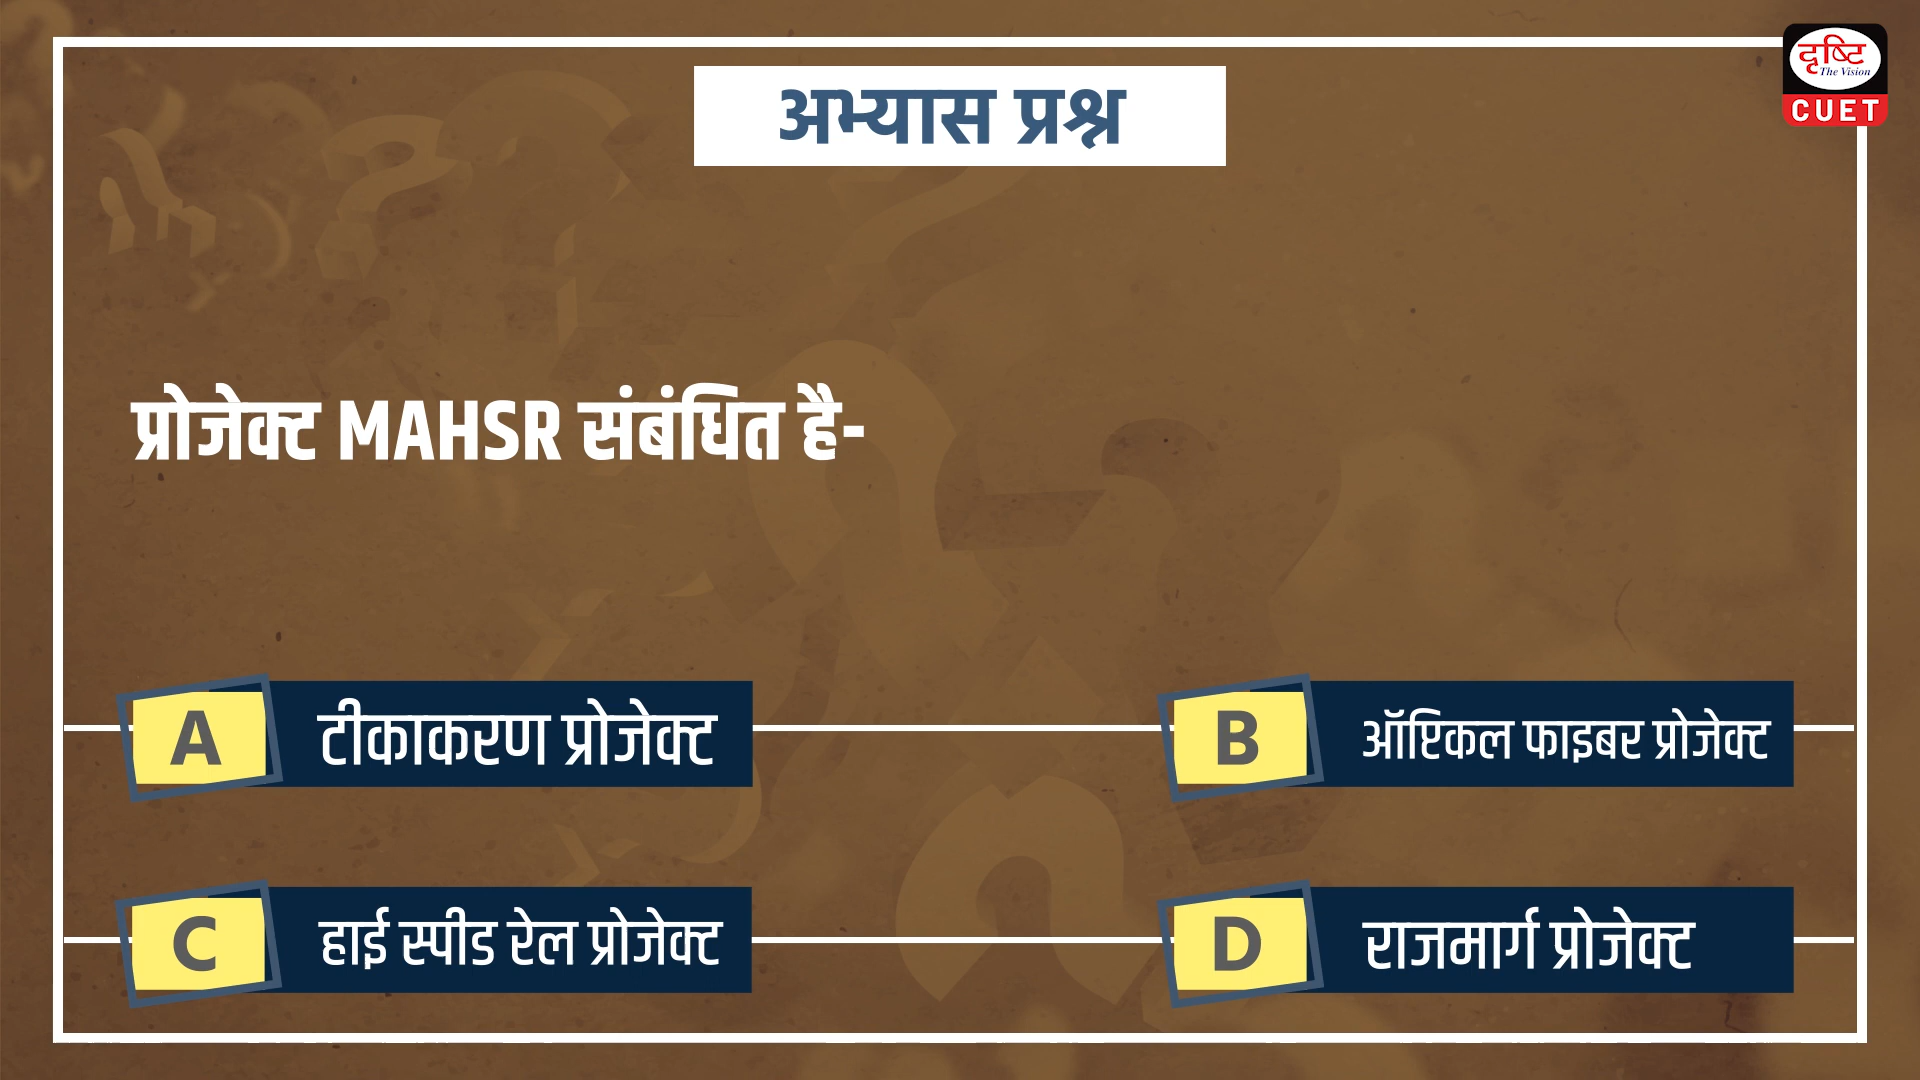 दृष्टि
The Vision
CUET
अभ्यास प्रश्न
प्रोजेक्ट MAHSR संबंधित है-
A टीकाकरण प्रोजेक्ट
B ऑप्टिकल फाइबर प्रोजेक्ट
C हाई स्पीड रेल प्रोजेक्ट
D राजमार्ग प्रोजेक्ट